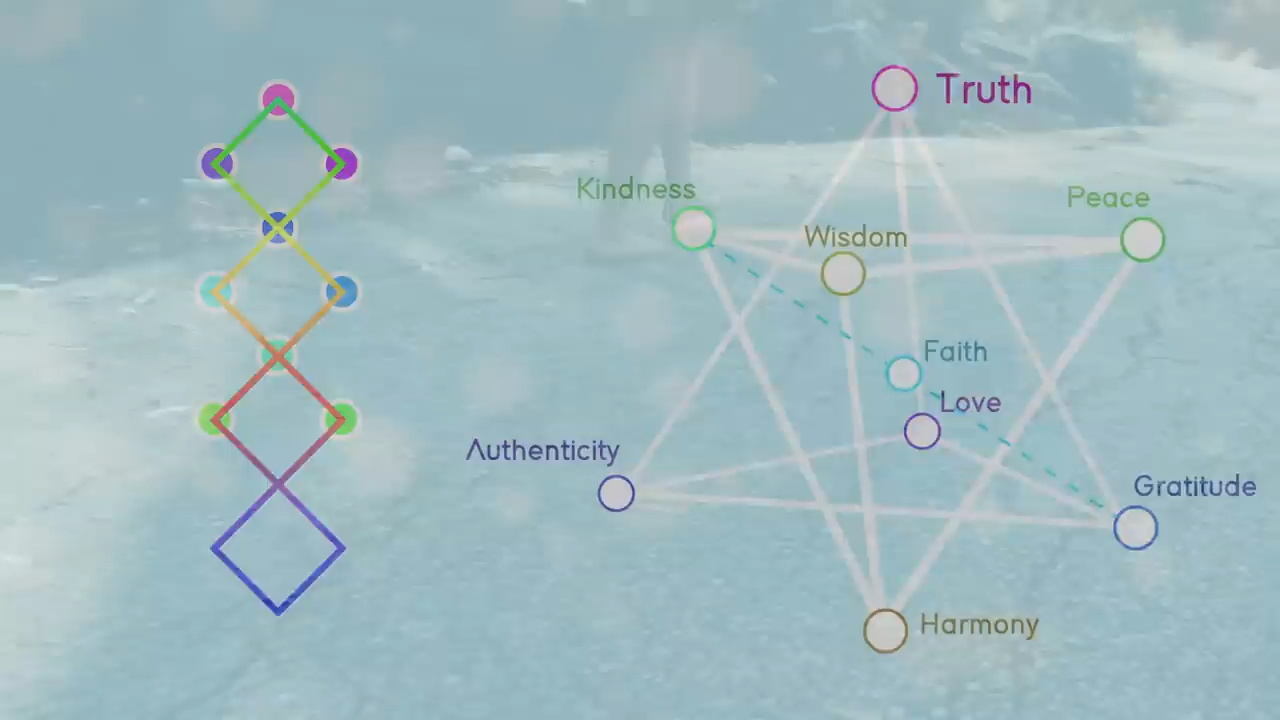 Truth
Kindness
Peace
Wisdom
Faith
Love
Authenticity
Gratitude
Harmony